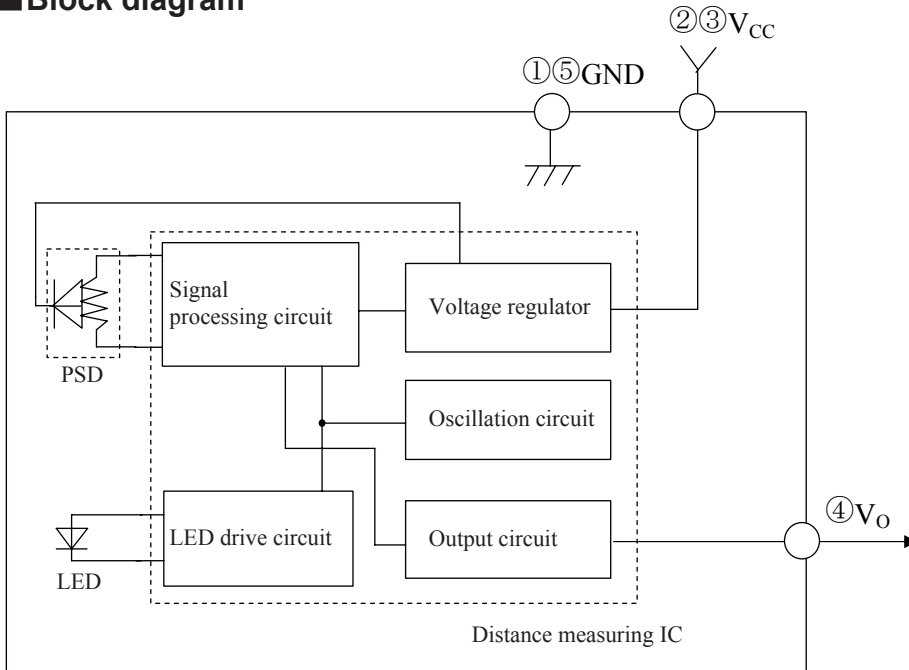 ■Block diagram
②③VCC
①⑤GND
Signal
processing circuit
Voltage regulator
PSD
Oscillation circuit
④VO
LED drive circuit
Output circuit
LED
Distance measuring IC